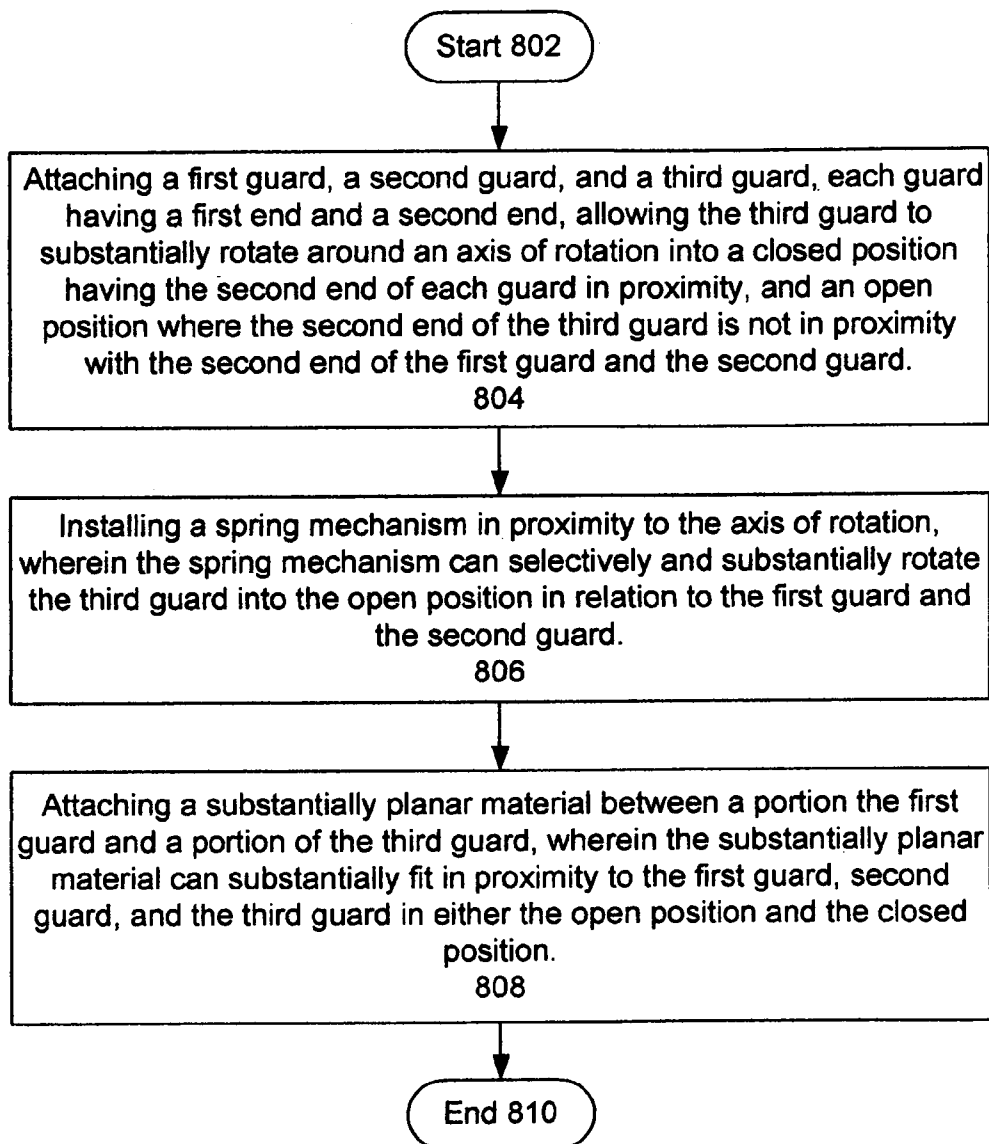 Start 802
Attaching a first guard, a second guard, and a third guard, each guard
having a first end and a second end, allowing the third guard to
substantially rotate around an axis of rotation into a closed position
having the second end of each guard in proximity, and an open
position where the second end of the third guard is not in proximity
with the second end of the first guard and the second guard.
804
Installing a spring mechanism in proximity to the axis of rotation,
wherein the spring mechanism can selectively and substantially rotate
the third guard into the open position in relation to the first guard and
the second guard.
806
Attaching a substantially planar material between a portion the first
guard and a portion of the third guard, wherein the substantially planar
material can substantially fit in proximity to the first guard, second
guard, and the third guard in either the open position and the closed
position.
808
End 810